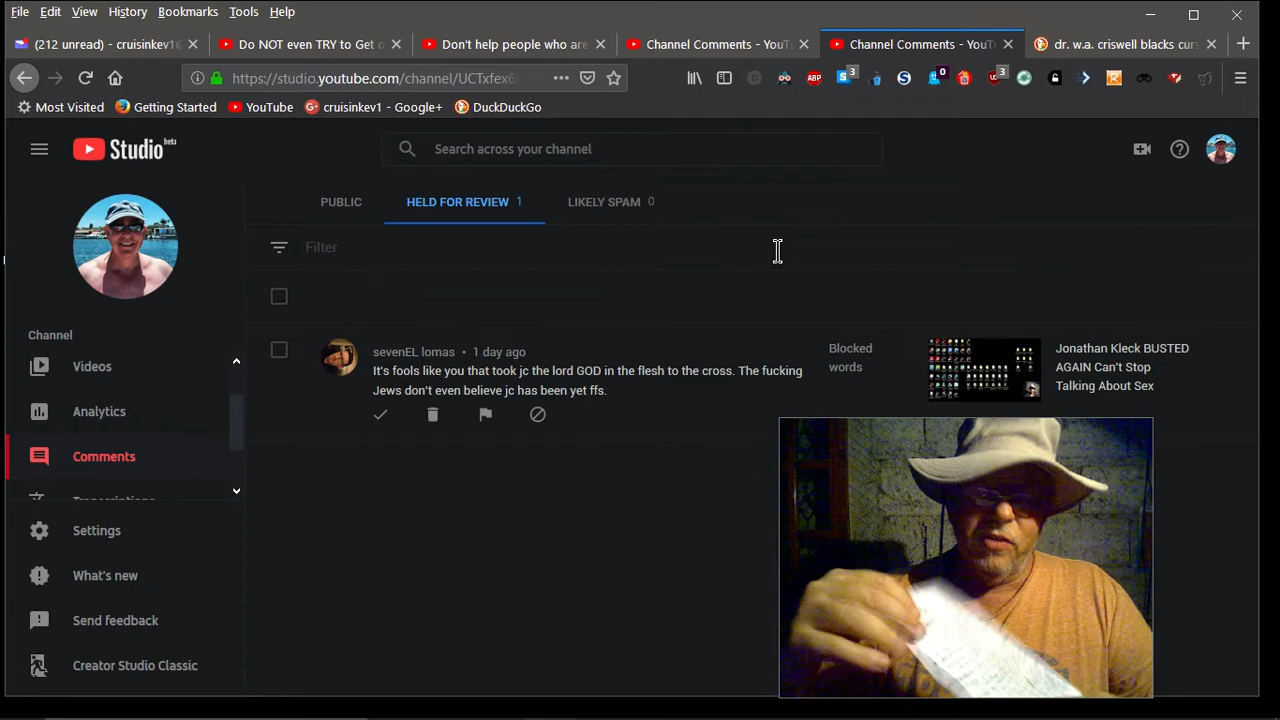 File Edit View History Bookmarks Tools Help
(212 unread) - cruisinkev1@
Do NOT even TRY to Get o
Don't help people who are
Channel Comments - YouT
Channel Comments - YouT
dr. w.a. criswell blacks curs
https://studio.youtube.com/channel/UCTxfex6
ABP 3 0 3
Most Visited Getting Started YouTube cruisinkev1 - Google+ DuckDuckGo
Studio beta
Search across your channel
PUBLIC HELD FOR REVIEW 1 LIKELY SPAM 0
Filter
Channel
Videos
Analytics
Comments
Transcriptions
Settings
What's new
Send feedback
Creator Studio Classic
sevenEL lomas • 1 day ago
It's fools like you that took jc the lord GOD in the flesh to the cross. The fucking
Jews don't even believe jc has been yet ffs.
Blocked
words
Jonathan Kleck BUSTED
AGAIN Can't Stop
Talking About Sex